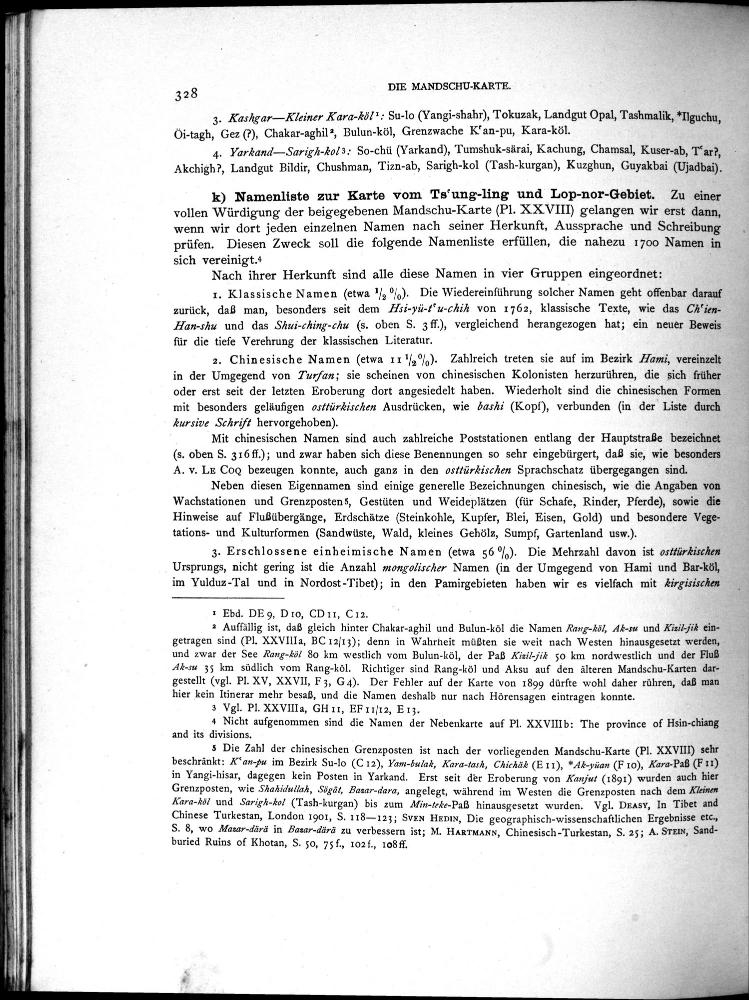 328
DIE MANDSCHU-KARTE.
3. Kashgar—Kleiner Kara-köl¹: Su-lo (Yangi-shahr), Tokuzak, Landgut Opal, Tashmalik, *Ilguchu,
Öi-tagh, Gez (?), Chakar-aghil², Bulun-köl, Grenzwache K'an-pu, Kara-köl.
4. Yarkand—Sarigh-kol³: So-chü (Yarkand), Tumshuk-särai, Kachung, Chamsal, Kuser-ab, T'ar?,
Akchigh?, Landgut Bildir, Chushman, Tizn-ab, Sarigh-kol (Tash-kurgan), Kuzghun, Guyakbai (Ujadbai).
k) Namenliste zur Karte vom Ts'ung-ling und Lop-nor-Gebiet. Zu einer
vollen Würdigung der beigegebenen Mandschu-Karte (Pl. XXVIII) gelangen wir erst dann,
wenn wir dort jeden einzelnen Namen nach seiner Herkunft, Aussprache und Schreibung
prüfen. Diesen Zweck soll die folgende Namenliste erfüllen, die nahezu 1700 Namen in
sich vereinigt.⁴
Nach ihrer Herkunft sind alle diese Namen in vier Gruppen eingeordnet:
1. Klassische Namen (etwa ½ %). Die Wiedereinführung solcher Namen geht offenbar darauf
zurück, daß man, besonders seit dem Hsi-yü-t'u-chih von 1762, klassische Texte, wie das Ch'ien-
Han-shu und das Shui-ching-chu (s. oben S. 3 ff.), vergleichend herangezogen hat; ein neuer Beweis
für die tiefe Verehrung der klassischen Literatur.
2. Chinesische Namen (etwa 11 ½ %). Zahlreich treten sie auf im Bezirk Hami, vereinzelt
in der Umgegend von Turfan; sie scheinen von chinesischen Kolonisten herzurühren, die sich früher
oder erst seit der letzten Eroberung dort angesiedelt haben. Wiederholt sind die chinesischen Formen
mit besonders geläufigen osttürkischen Ausdrücken, wie bashi (Kopf), verbunden (in der Liste durch
kursive Schrift hervorgehoben).
Mit chinesischen Namen sind auch zahlreiche Poststationen entlang der Hauptstraße bezeichnet
(s. oben S. 316 ff.); und zwar haben sich diese Benennungen so sehr eingebürgert, daß sie, wie besonders
A. v. LE COQ bezeugen konnte, auch ganz in den osttürkischen Sprachschatz übergegangen sind.
Neben diesen Eigennamen sind einige generelle Bezeichnungen chinesisch, wie die Angaben von
Wachstationen und Grenzposten⁵, Gestüten und Weideplätzen (für Schafe, Rinder, Pferde), sowie die
Hinweise auf Flußübergänge, Erdschätze (Steinkohle, Kupfer, Blei, Eisen, Gold) und besondere Vege-
tations- und Kulturformen (Sandwüste, Wald, kleines Gehölz, Sumpf, Gartenland usw.).
3. Erschlossene einheimische Namen (etwa 56 %). Die Mehrzahl davon ist osttürkischen
Ursprungs, nicht gering ist die Anzahl mongolischer Namen (in der Umgegend von Hami und Bar-köl,
im Yulduz-Tal und in Nordost-Tibet); in den Pamirgebieten haben wir es vielfach mit kirgisischen
¹ Ebd. DE 9, D 10, CD 11, C 12.
² Auffällig ist, daß gleich hinter Chakar-aghil und Bulun-köl die Namen Rang-köl, Ak-su und Kizil-jik ein-
getragen sind (Pl. XXVIIIa, BC 12/13); denn in Wahrheit müßten sie weit nach Westen hinausgesetzt werden,
und zwar der See Rang-köl 80 km westlich vom Bulun-köl, der Paß Kizil-jik 50 km nordwestlich und der Fluß
Ak-su 35 km südlich vom Rang-köl. Richtiger sind Rang-köl und Aksu auf den älteren Mandschu-Karten dar-
gestellt (vgl. Pl. XV, XXVII, F 3, G 4). Der Fehler auf der Karte von 1899 dürfte wohl daher rühren, daß man
hier kein Itinerar mehr besaß, und die Namen deshalb nur nach Hörensagen eintragen konnte.
³ Vgl. Pl. XXVIIIa, GH 11, EF 11/12, E 13.
⁴ Nicht aufgenommen sind die Namen der Nebenkarte auf Pl. XXVIIIb: The province of Hsin-chiang
and its divisions.
⁵ Die Zahl der chinesischen Grenzposten ist nach der vorliegenden Mandschu-Karte (Pl. XXVIII) sehr
beschränkt: K'an-pu im Bezirk Su-lo (C 12), Yam-bulak, Kara-tash, Chichäk (E 11), *Ak-yüan (F 10), Kara-Paß (F 11)
in Yangi-hisar, dagegen kein Posten in Yarkand. Erst seit der Eroberung von Kanjut (1891) wurden auch hier
Grenzposten, wie Shahidullah, Sögät, Bazar-dara, angelegt, während im Westen die Grenzposten nach dem Kleinen
Kara-köl und Sarigh-kol (Tash-kurgan) bis zum Min-teke-Paß hinausgesetzt wurden. Vgl. DEASY, In Tibet and
Chinese Turkestan, London 1901, S. 118—123; SVEN HEDIN, Die geographisch-wissenschaftlichen Ergebnisse etc.,
S. 8, wo Mazar-därä in Bazar-därä zu verbessern ist; M. HARTMANN, Chinesisch-Turkestan, S. 25; A. STEIN, Sand-
buried Ruins of Khotan, S. 50, 75 f., 102 f., 108 ff.